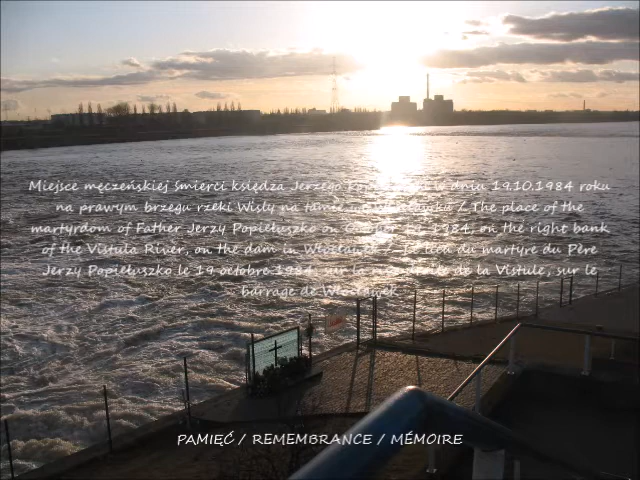 Miejsce męczeńskiej śmierci księdza Jerzego w dniu 19.10.1984 roku
na prawym brzegu rzeki Wisły na tamie / The place of the
martyrdom of Father Jerzy Popiełuszko on 1984, on the right bank
of the Vistula River, on the dam in du martyre du Père
Jerzy Popiełuszko le 19 octobre 1984, sur la de la Vistule, sur le
barrage de Włocławek
PAMIĘĆ / REMEMBRANCE / MÉMOIRE